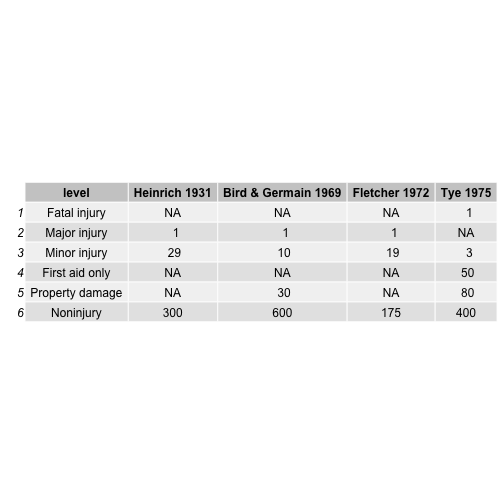 level Heinrich 1931 Bird & Germain 1969 Fletcher 1972 Tye 1975
1 Fatal injury NA NA NA 1
2 Major injury 1 1 1 NA
3 Minor injury 29 10 19 3
4 First aid only NA NA NA 50
5 Property damage NA 30 NA 80
6 Noninjury 300 600 175 400